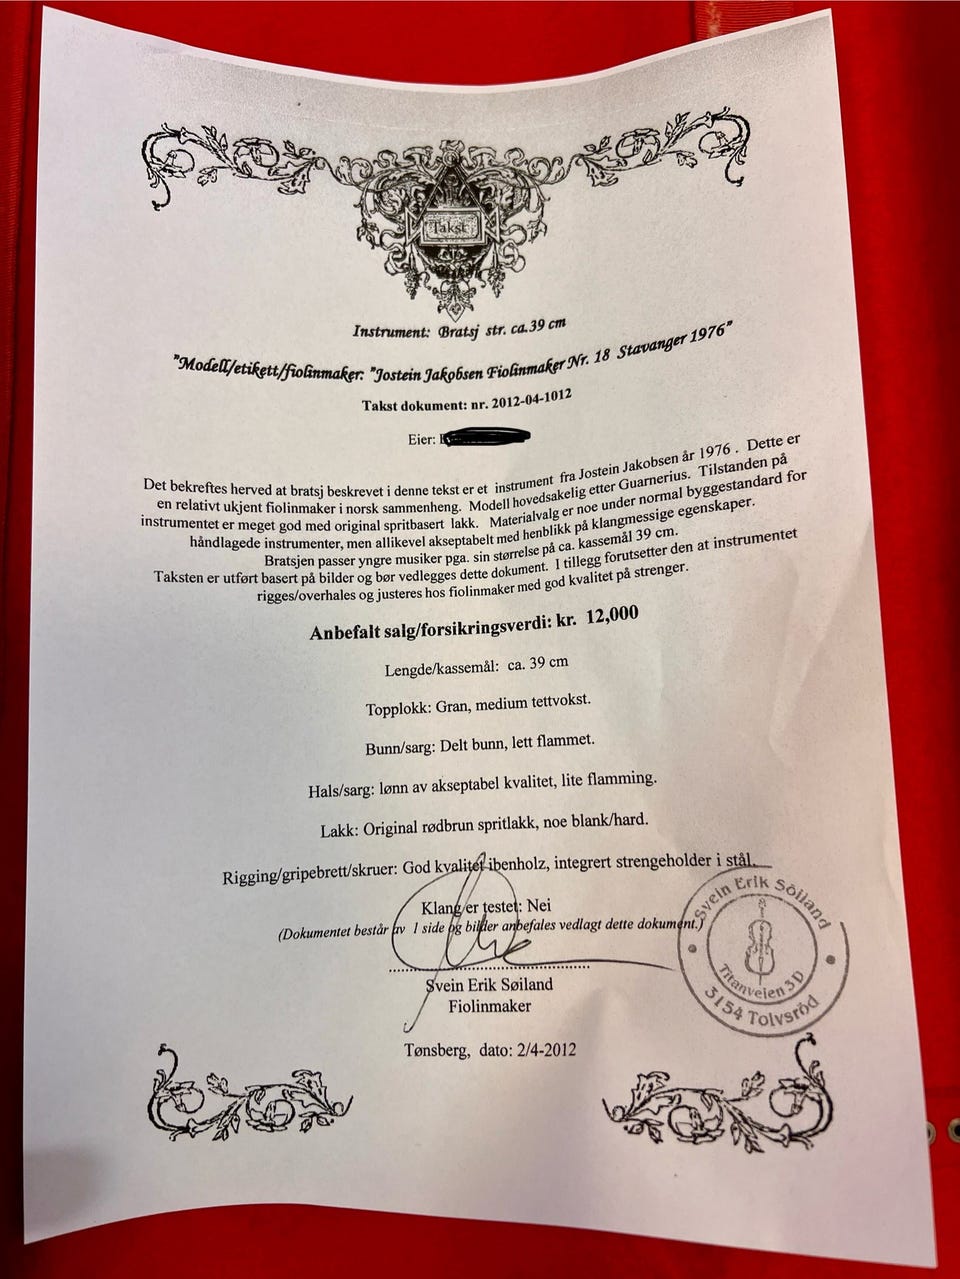 Takst
Instrument: Bratsj str. ca.39 cm
"Modell/etikett/fiolinmaker: "Jostein Jakobsen Fiolinmaker Nr. 18 Stavanger 1976"
Takst dokument: nr. 2012-04-1012
Eier:
Det bekreftes herved at bratsj beskrevet i denne tekst er et instrument fra Jostein Jakobsen år 1976 . Dette er
en relativt ukjent fiolinmaker i norsk sammenheng. Modell hovedsakelig etter Guarnerius. Tilstanden på
instrumentet er meget god med original spritbasert lakk. Materialvalg er noe under normal byggestandard for
håndlagede instrumenter, men allikevel akseptabelt med henblikk på klangmessige egenskaper.
Bratsjen passer yngre musiker pga. sin størrelse på ca. kassemål 39 cm.
Taksten er utført basert på bilder og bør vedlegges dette dokument. I tillegg forutsetter den at instrumentet
rigges/overhales og justeres hos fiolinmaker med god kvalitet på strenger.
Anbefalt salg/forsikringsverdi: kr. 12,000
Lengde/kassemål: ca. 39 cm
Topplokk: Gran, medium tettvokst.
Bunn/sarg: Delt bunn, lett flammet.
Hals/sarg: lønn av akseptabel kvalitet, lite flamming.
Lakk: Original rødbrun spritlakk, noe blank/hard.
Rigging/gripebrett/skruer: God kvalitet ibenholz, integrert strengeholder i stål.
Klang er testet: Nei
(Dokumentet består av 1 side og bilder anbefales vedlagt dette dokument.)
Svein Erik Søiland
Fiolinmaker
Tønsberg, dato: 2/4-2012
Svein Erik Söiland
Titanveien 3D
3154 Tolvsröd